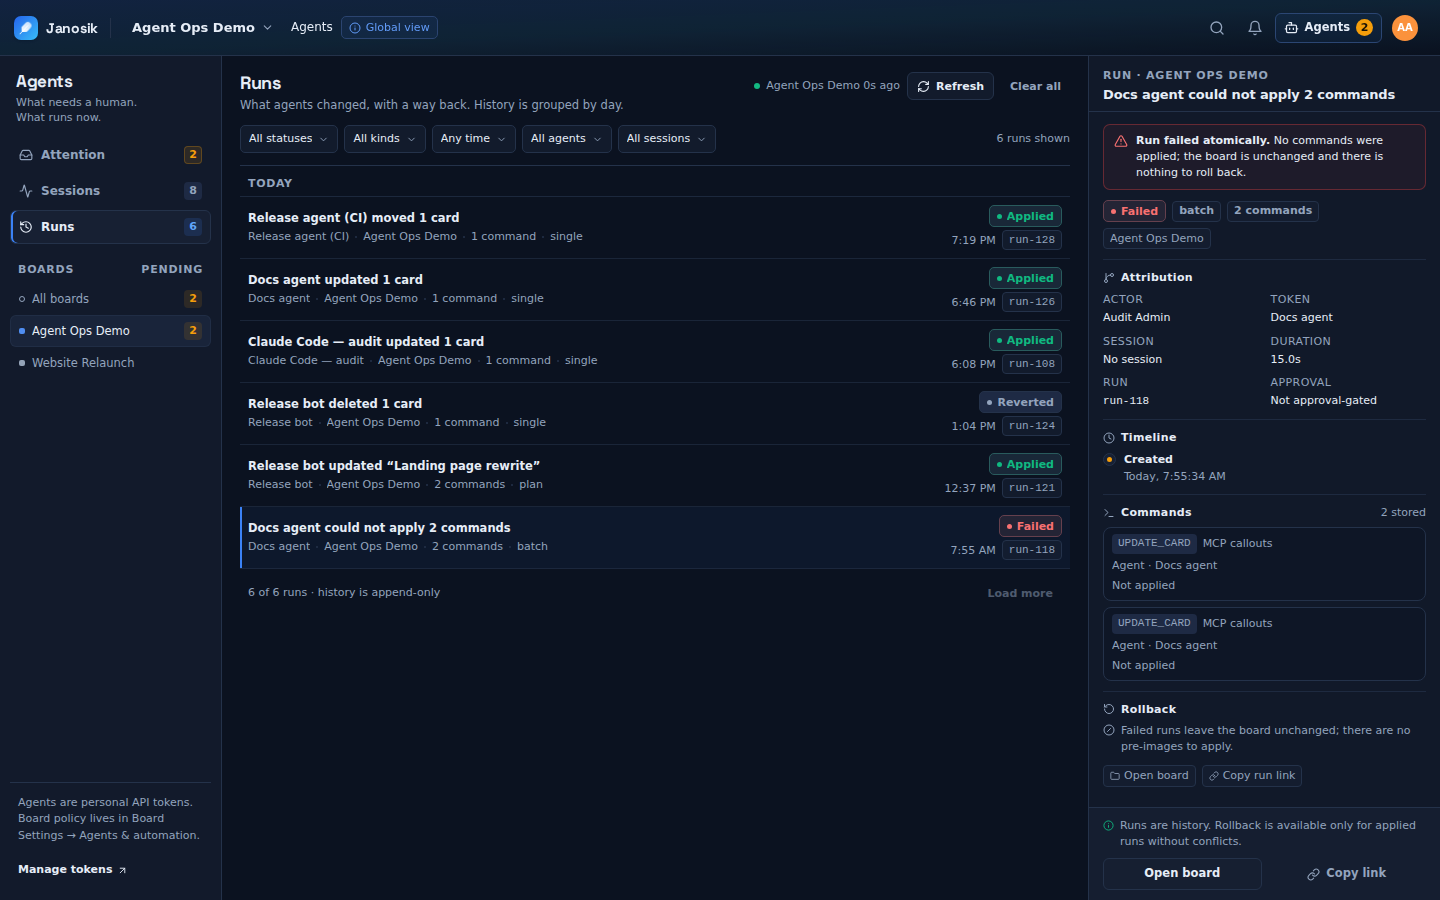 Janosik
Agent Ops Demo
Agents
Global view
Agents 2
AA
Agents
What needs a human.
What runs now.
Attention 2
Sessions 8
Runs 6
BOARDS PENDING
All boards 2
Agent Ops Demo 2
Website Relaunch
Agents are personal API tokens.
Board policy lives in Board
Settings → Agents & automation.
Manage tokens
Runs
What agents changed, with a way back. History is grouped by day.
Agent Ops Demo 0s ago
Refresh
Clear all
All statuses
All kinds
Any time
All agents
All sessions
6 runs shown
TODAY
Release agent (CI) moved 1 card
Release agent (CI) · Agent Ops Demo · 1 command · single
Applied
7:19 PM run-128
Docs agent updated 1 card
Docs agent · Agent Ops Demo · 1 command · single
Applied
6:46 PM run-126
Claude Code — audit updated 1 card
Claude Code — audit · Agent Ops Demo · 1 command · single
Applied
6:08 PM run-108
Release bot deleted 1 card
Release bot · Agent Ops Demo · 1 command · single
Reverted
1:04 PM run-124
Release bot updated “Landing page rewrite”
Release bot · Agent Ops Demo · 2 commands · plan
Applied
12:37 PM run-121
Docs agent could not apply 2 commands
Docs agent · Agent Ops Demo · 2 commands · batch
Failed
7:55 AM run-118
6 of 6 runs · history is append-only
Load more
RUN · AGENT OPS DEMO
Docs agent could not apply 2 commands
Run failed atomically. No commands were
applied; the board is unchanged and there is
nothing to roll back.
Failed
batch
2 commands
Agent Ops Demo
Attribution
ACTOR TOKEN
Audit Admin Docs agent
SESSION DURATION
No session 15.0s
RUN APPROVAL
run-118 Not approval-gated
Timeline
Created
Today, 7:55:34 AM
Commands 2 stored
UPDATE_CARD MCP callouts
Agent · Docs agent
Not applied
UPDATE_CARD MCP callouts
Agent · Docs agent
Not applied
Rollback
Failed runs leave the board unchanged; there are no
pre-images to apply.
Open board
Copy run link
Runs are history. Rollback is available only for applied
runs without conflicts.
Open board
Copy link